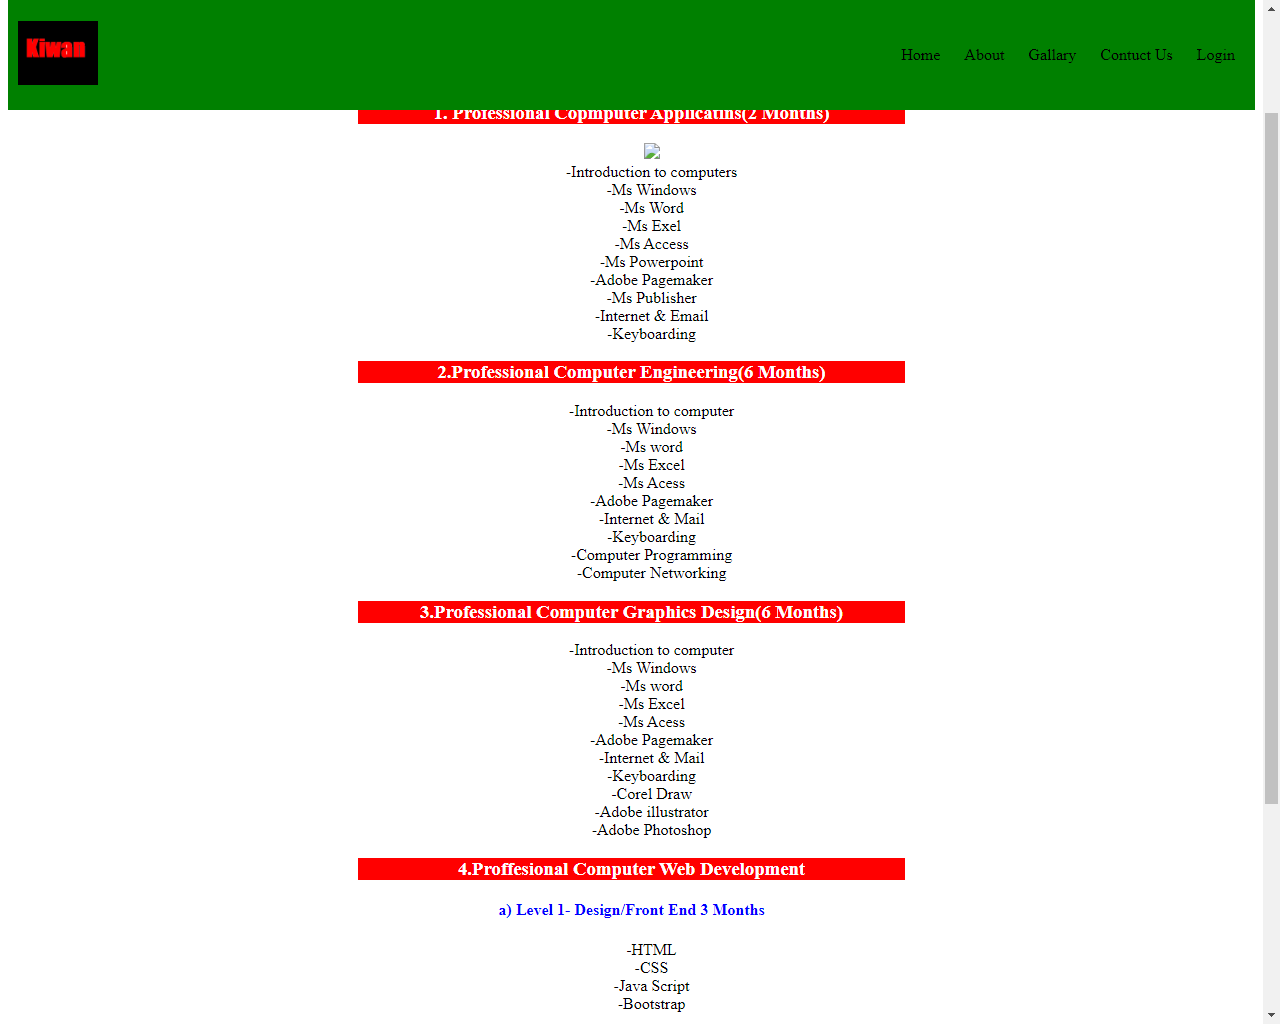 Kiwan
Home About Gallary Contuct Us Login
1. Professional Copmputer Applicatins(2 Months)
-Introduction to computers
-Ms Windows
-Ms Word
-Ms Exel
-Ms Access
-Ms Powerpoint
-Adobe Pagemaker
-Ms Publisher
-Internet & Email
-Keyboarding
2.Professional Computer Engineering(6 Months)
-Introduction to computer
-Ms Windows
-Ms word
-Ms Excel
-Ms Acess
-Adobe Pagemaker
-Internet & Mail
-Keyboarding
-Computer Programming
-Computer Networking
3.Professional Computer Graphics Design(6 Months)
-Introduction to computer
-Ms Windows
-Ms word
-Ms Excel
-Ms Acess
-Adobe Pagemaker
-Internet & Mail
-Keyboarding
-Corel Draw
-Adobe illustrator
-Adobe Photoshop
4.Proffesional Computer Web Development
a) Level 1- Design/Front End 3 Months
-HTML
-CSS
-Java Script
-Bootstrap